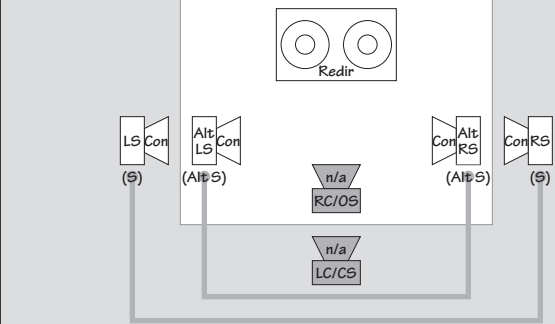 Redir
LS Con
Alt LS Con
Con Alt RS
Con RS
(S)
(Alt S)
n/a
RC/OS
(Alt S)
(S)
n/a
LC/CS